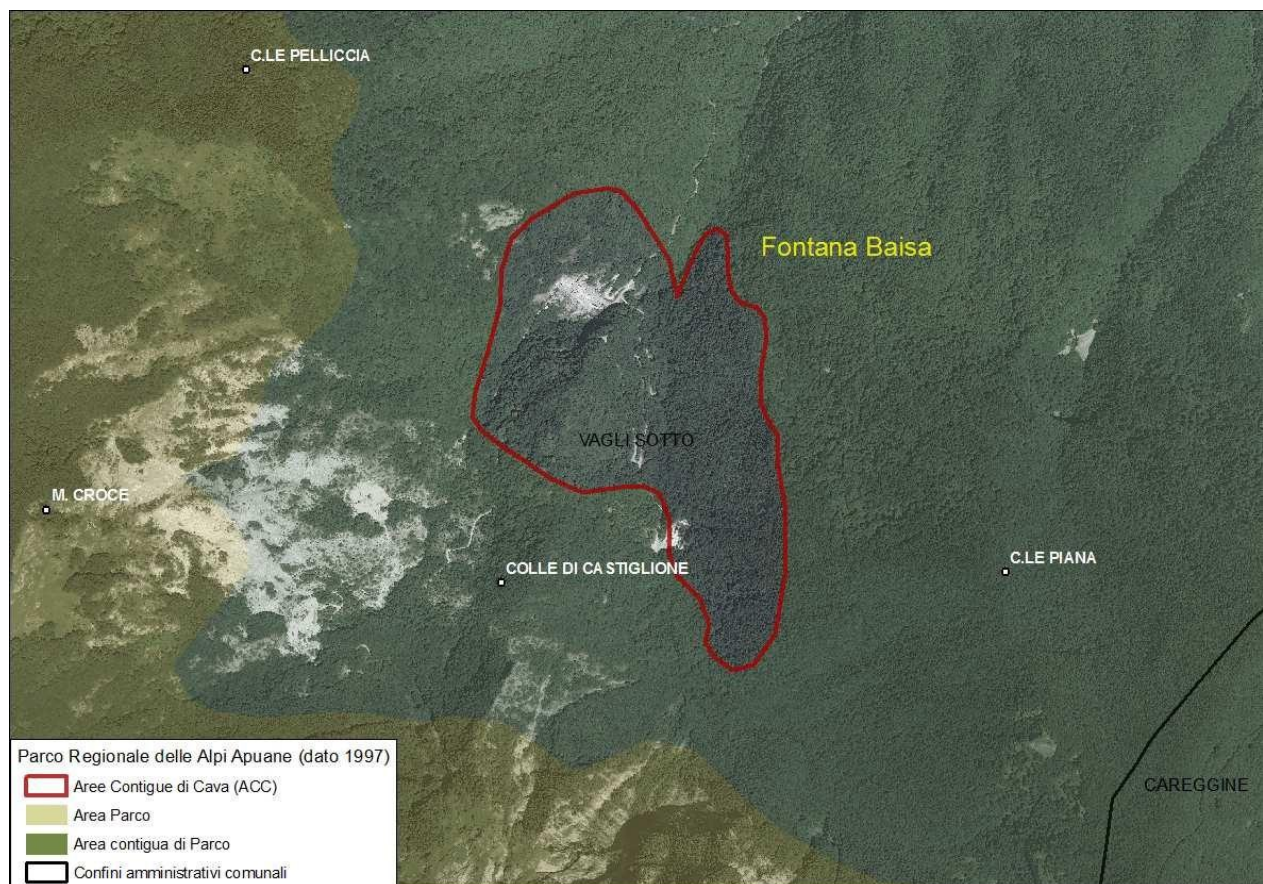 C.LE PELLICCIA
Fontana Baisa
VAGLI SOTTO
M. CROCE
COLLE DI CASTIGLIONE
C.LE PIANA
CAREGGINE
Parco Regionale delle Alpi Apuane (dato 1997)
Aree Contigue di Cava (ACC)
Area Parco
Area contigua di Parco
Confini amministrativi comunali